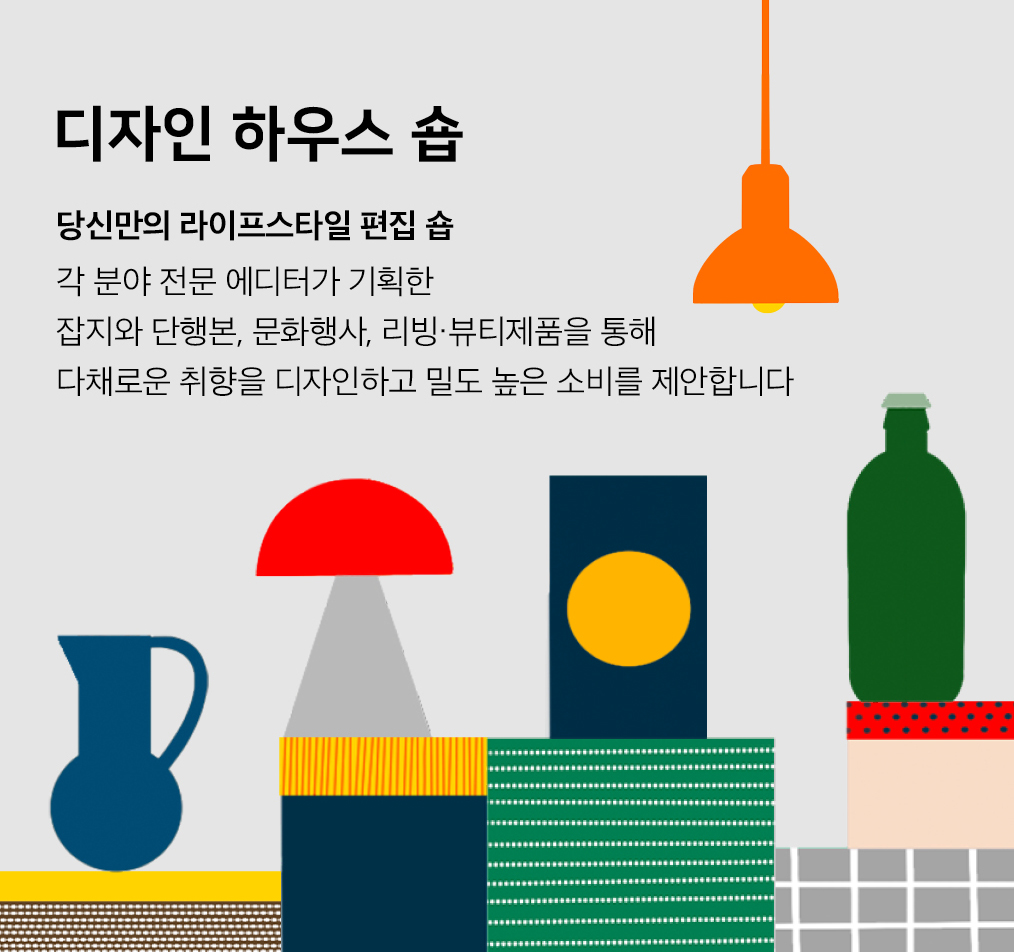 디자인 하우스 숍
당신만의 라이프스타일 편집 숍
각 분야 전문 에디터가 기획한
잡지와 단행본, 문화행사, 리빙·뷰티제품을 통해
다채로운 취향을 디자인하고 밀도 높은 소비를 제안합니다